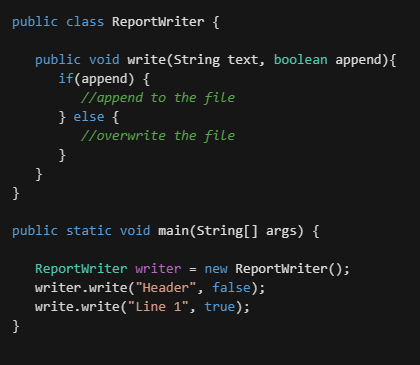 public class ReportWriter {
public void write(String text, boolean append){
if(append) {
//append to the file
} else {
//overwrite the file
}
}
}
public static void main(String[] args) {
ReportWriter writer = new ReportWriter();
writer.write("Header", false);
write.write("Line 1", true);
}